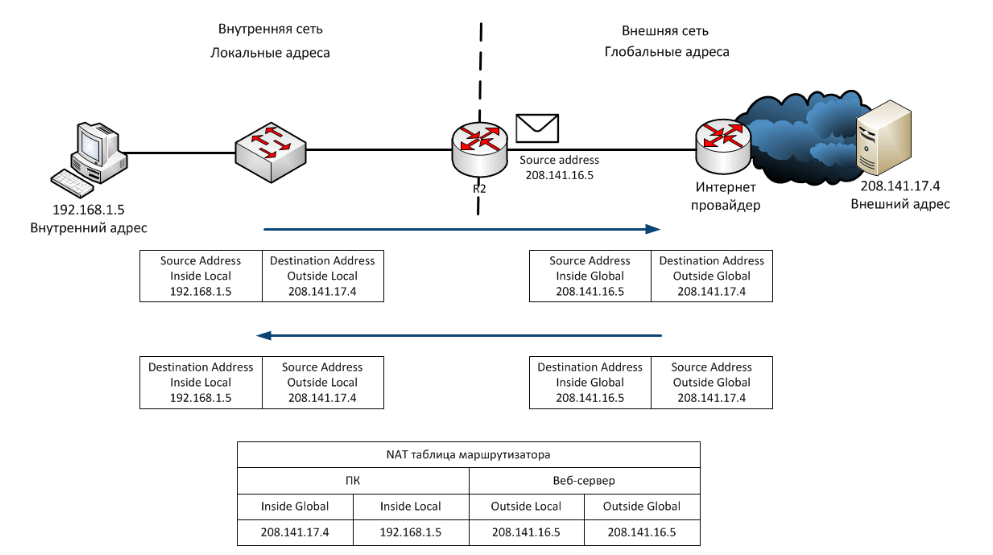 Внутренняя сеть
Локальные адреса
Внешняя сеть
Глобальные адреса
Source address
208.141.16.5
R2
Интернет
провайдер
192.168.1.5
Внутренний адрес
208.141.17.4
Внешний адрес
Source Address
Inside Local
192.168.1.5
Destination Address
Outside Local
208.141.17.4
Source Address
Inside Global
208.141.16.5
Destination Address
Outside Global
208.141.17.4
Destination Address
Inside Local
192.168.1.5
Source Address
Outside Local
208.141.17.4
Destination Address
Inside Global
208.141.16.5
Source Address
Outside Global
208.141.17.4
NAT таблица маршрутизатора
ПК
Веб-сервер
Inside Global
Inside Local
Outside Local
Outside Global
208.141.17.4
192.168.1.5
208.141.16.5
208.141.16.5